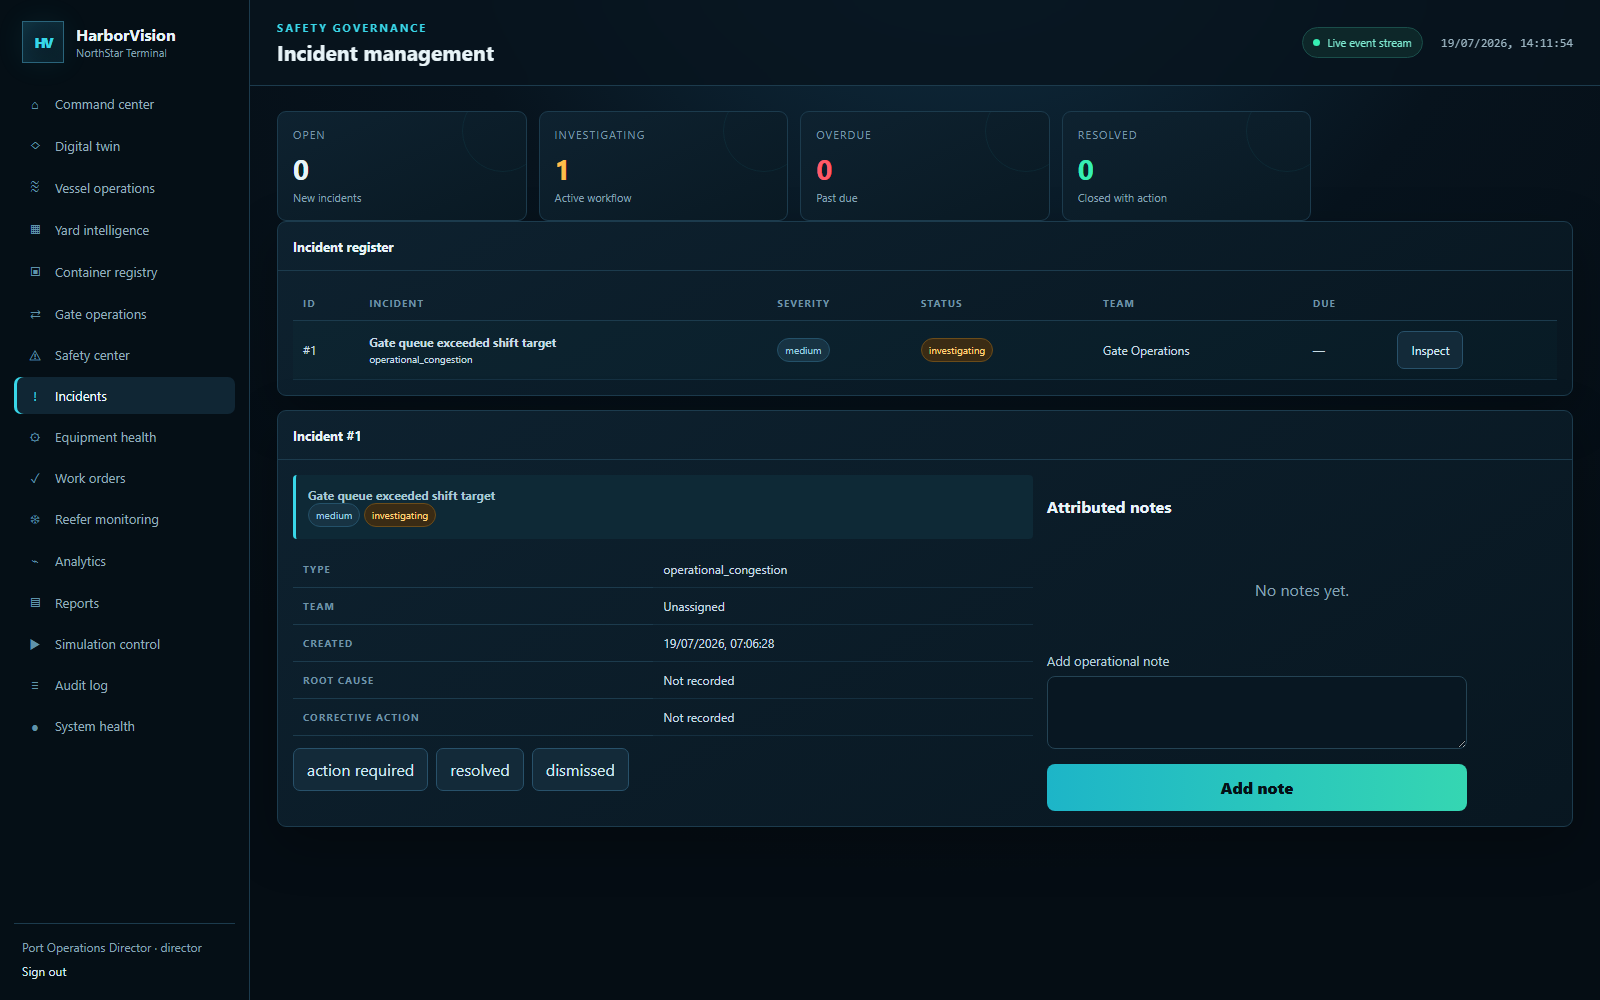 HV
HarborVision
NorthStar Terminal
Command center
Digital twin
Vessel operations
Yard intelligence
Container registry
Gate operations
Safety center
! Incidents
Equipment health
Work orders
Reefer monitoring
Analytics
Reports
Simulation control
Audit log
System health
Port Operations Director · director
Sign out
SAFETY GOVERNANCE
Incident management
Live event stream
19/07/2026, 14:11:54
OPEN
0
New incidents
INVESTIGATING
1
Active workflow
OVERDUE
0
Past due
RESOLVED
0
Closed with action
Incident register
ID INCIDENT SEVERITY STATUS TEAM DUE
#1 Gate queue exceeded shift target medium investigating Gate Operations — Inspect
operational_congestion
Incident #1
Gate queue exceeded shift target
medium investigating
TYPE operational_congestion
TEAM Unassigned
CREATED 19/07/2026, 07:06:28
ROOT CAUSE Not recorded
CORRECTIVE ACTION Not recorded
action required resolved dismissed
Attributed notes
No notes yet.
Add operational note
Add note